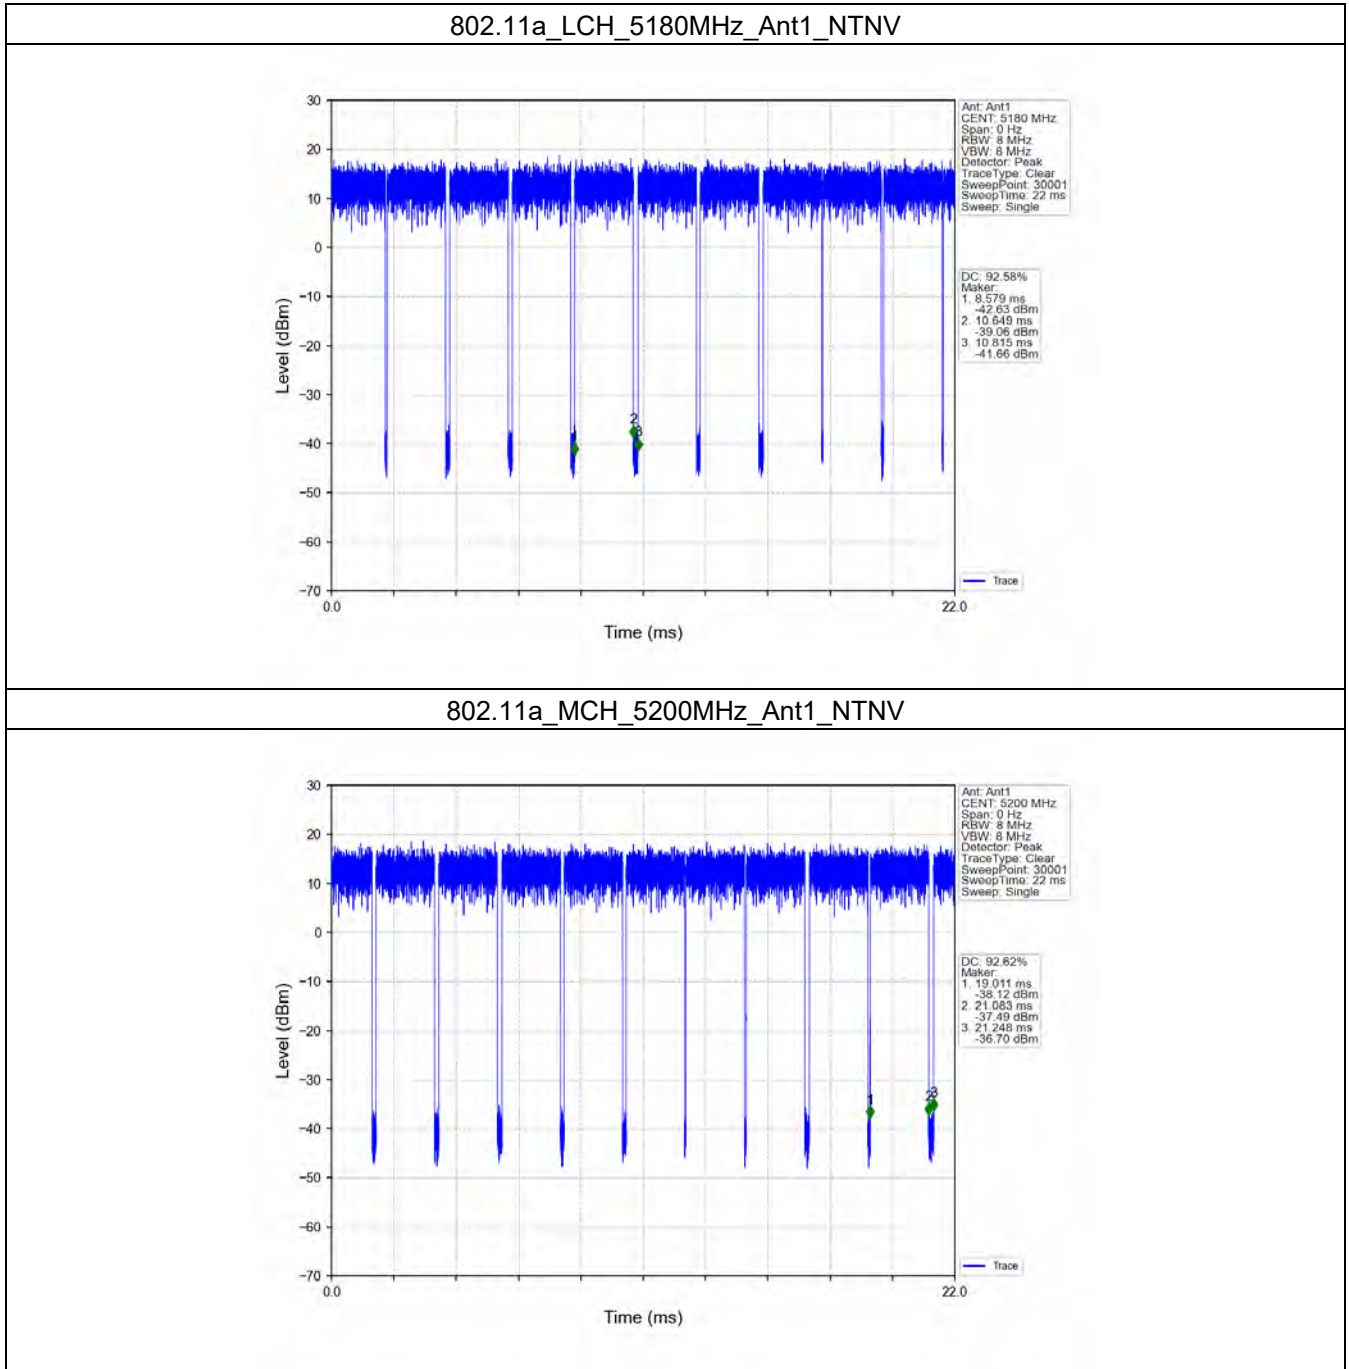 802.11a_LCH_5180MHz_Ant1_NTNV
30
20
10
0
−10
−20
−30
−40
−50
−60
−70
Level (dBm)
0.0
22.0
Time (ms)
2
3
Ant: Ant1
CENT: 5180 MHz
Span: 0 Hz
RBW: 8 MHz
VBW: 8 MHz
Detector: Peak
TraceType: Clear
SweepPoint: 30001
SweepTime: 22 ms
Sweep: Single
DC: 92.58%
Maker:
1. 8.579 ms
-42.63 dBm
2. 10.649 ms
-39.06 dBm
3. 10.815 ms
-41.66 dBm
Trace
802.11a_MCH_5200MHz_Ant1_NTNV
30
20
10
0
−10
−20
−30
−40
−50
−60
−70
Level (dBm)
0.0
22.0
Time (ms)
1
2
3
Ant: Ant1
CENT: 5200 MHz
Span: 0 Hz
RBW: 8 MHz
VBW: 8 MHz
Detector: Peak
TraceType: Clear
SweepPoint: 30001
SweepTime: 22 ms
Sweep: Single
DC: 92.62%
Maker:
1. 19.011 ms
-38.12 dBm
2. 21.083 ms
-37.49 dBm
3. 21.248 ms
-36.70 dBm
Trace